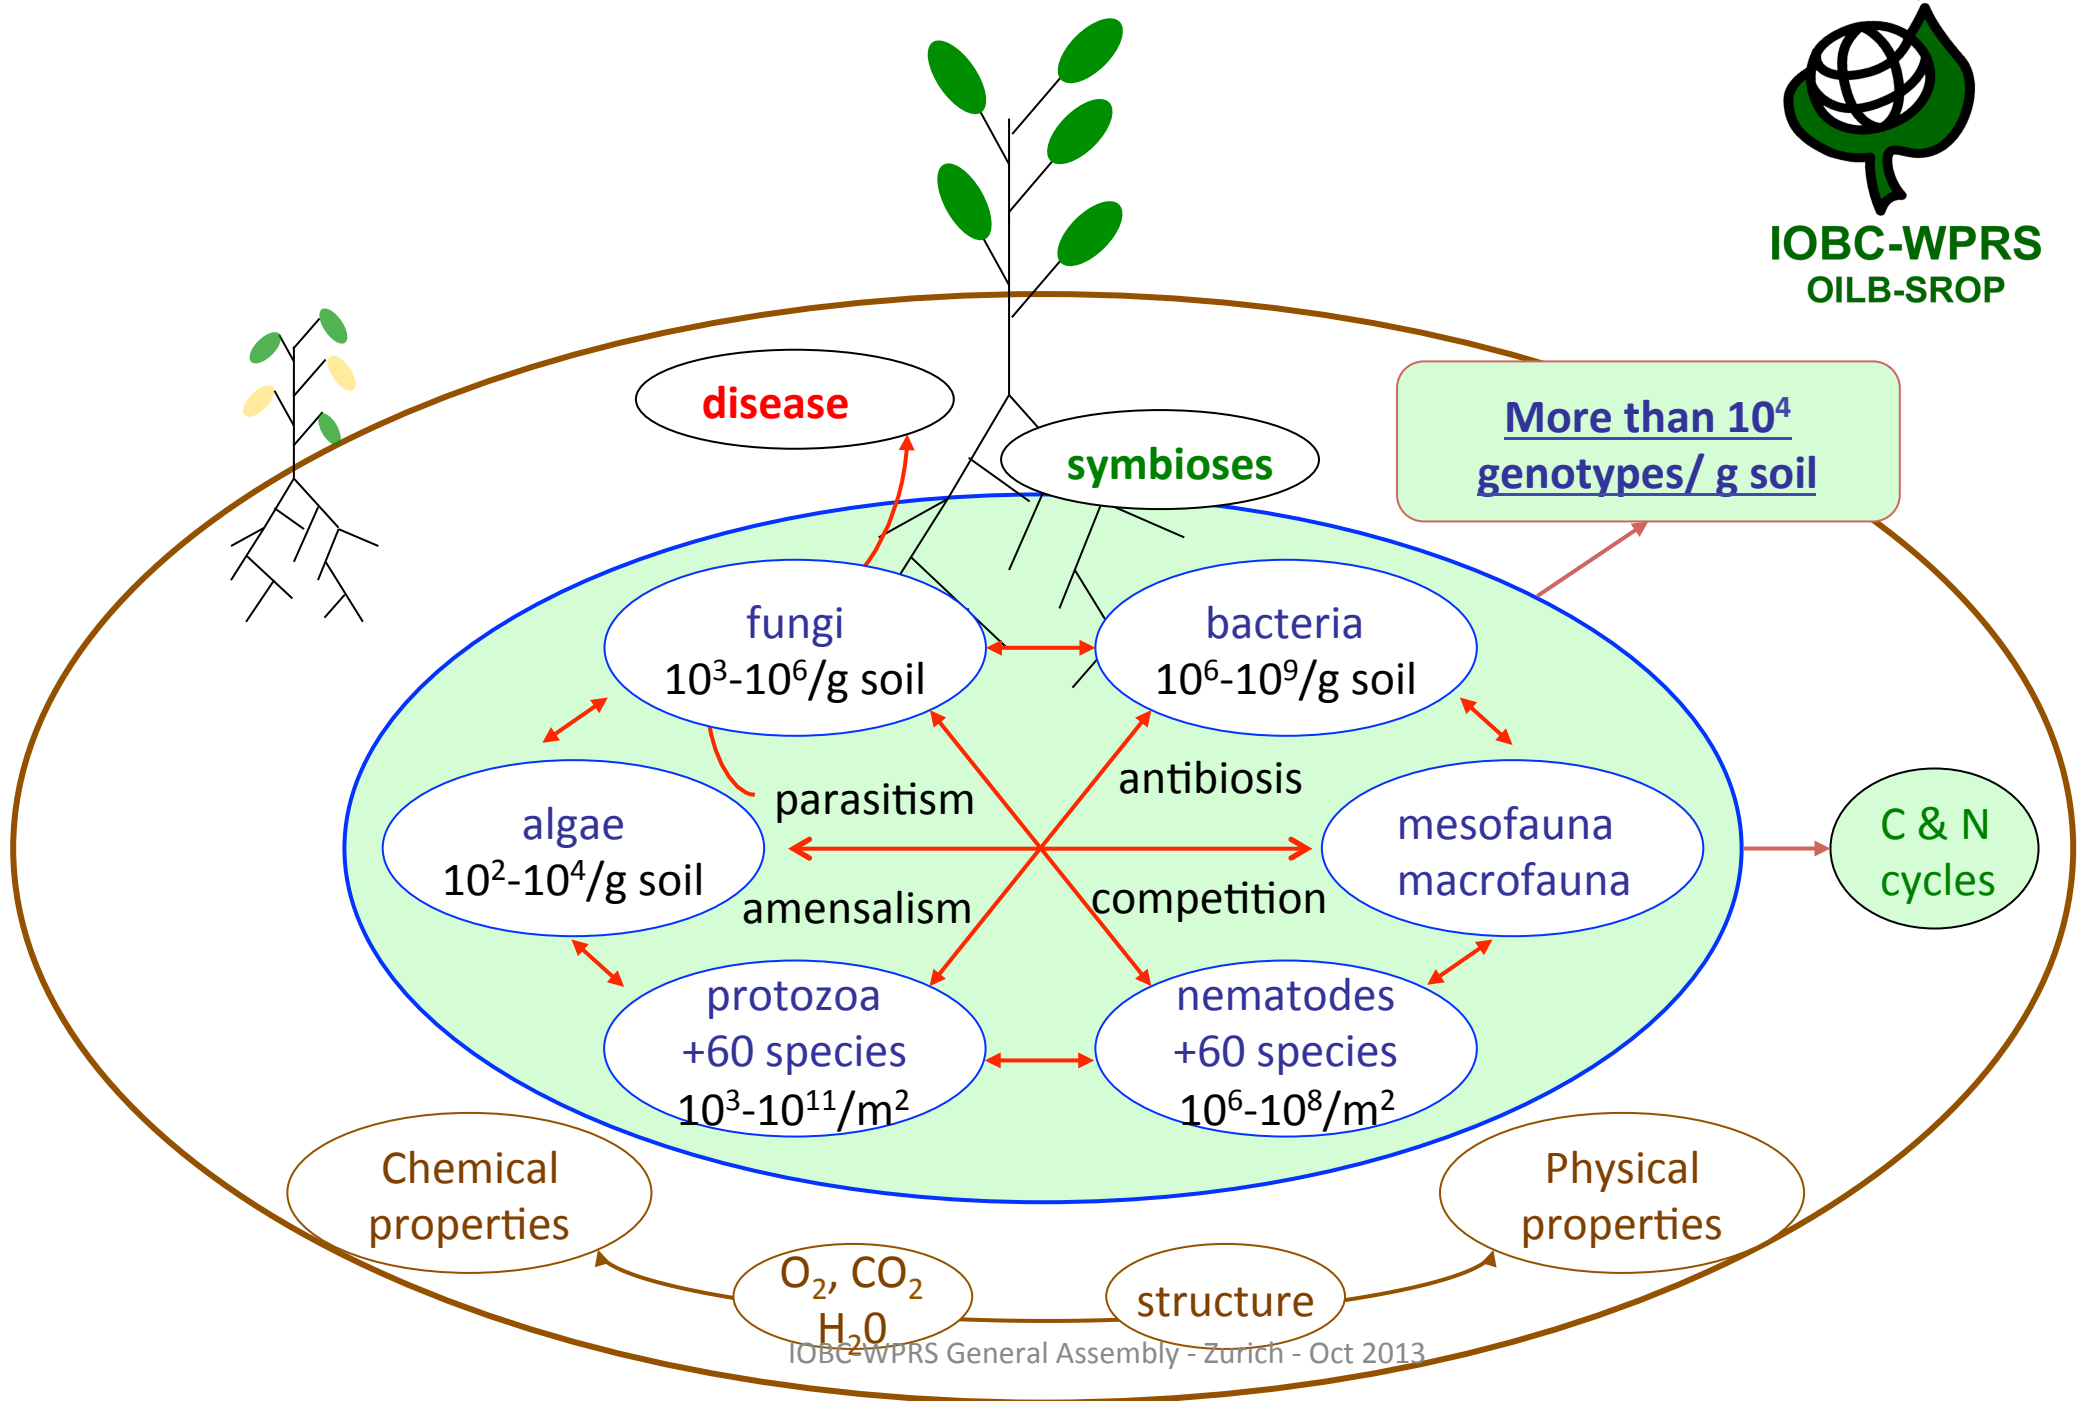 IOBC-WPRS
OILB-SROP
disease
symbioses
More than 10⁴
genotypes/ g soil
fungi
10³-10⁶/g soil
bacteria
10⁶-10⁹/g soil
parasitism
antibiosis
algae
10²-10⁴/g soil
mesofauna
macrofauna
C & N
cycles
amensalism
competition
protozoa
+60 species
10³-10¹¹/m²
nematodes
+60 species
10⁶-10⁸/m²
Chemical
properties
Physical
properties
O₂, CO₂
H₂0
structure
IOBC-WPRS General Assembly - Zurich - Oct 2013